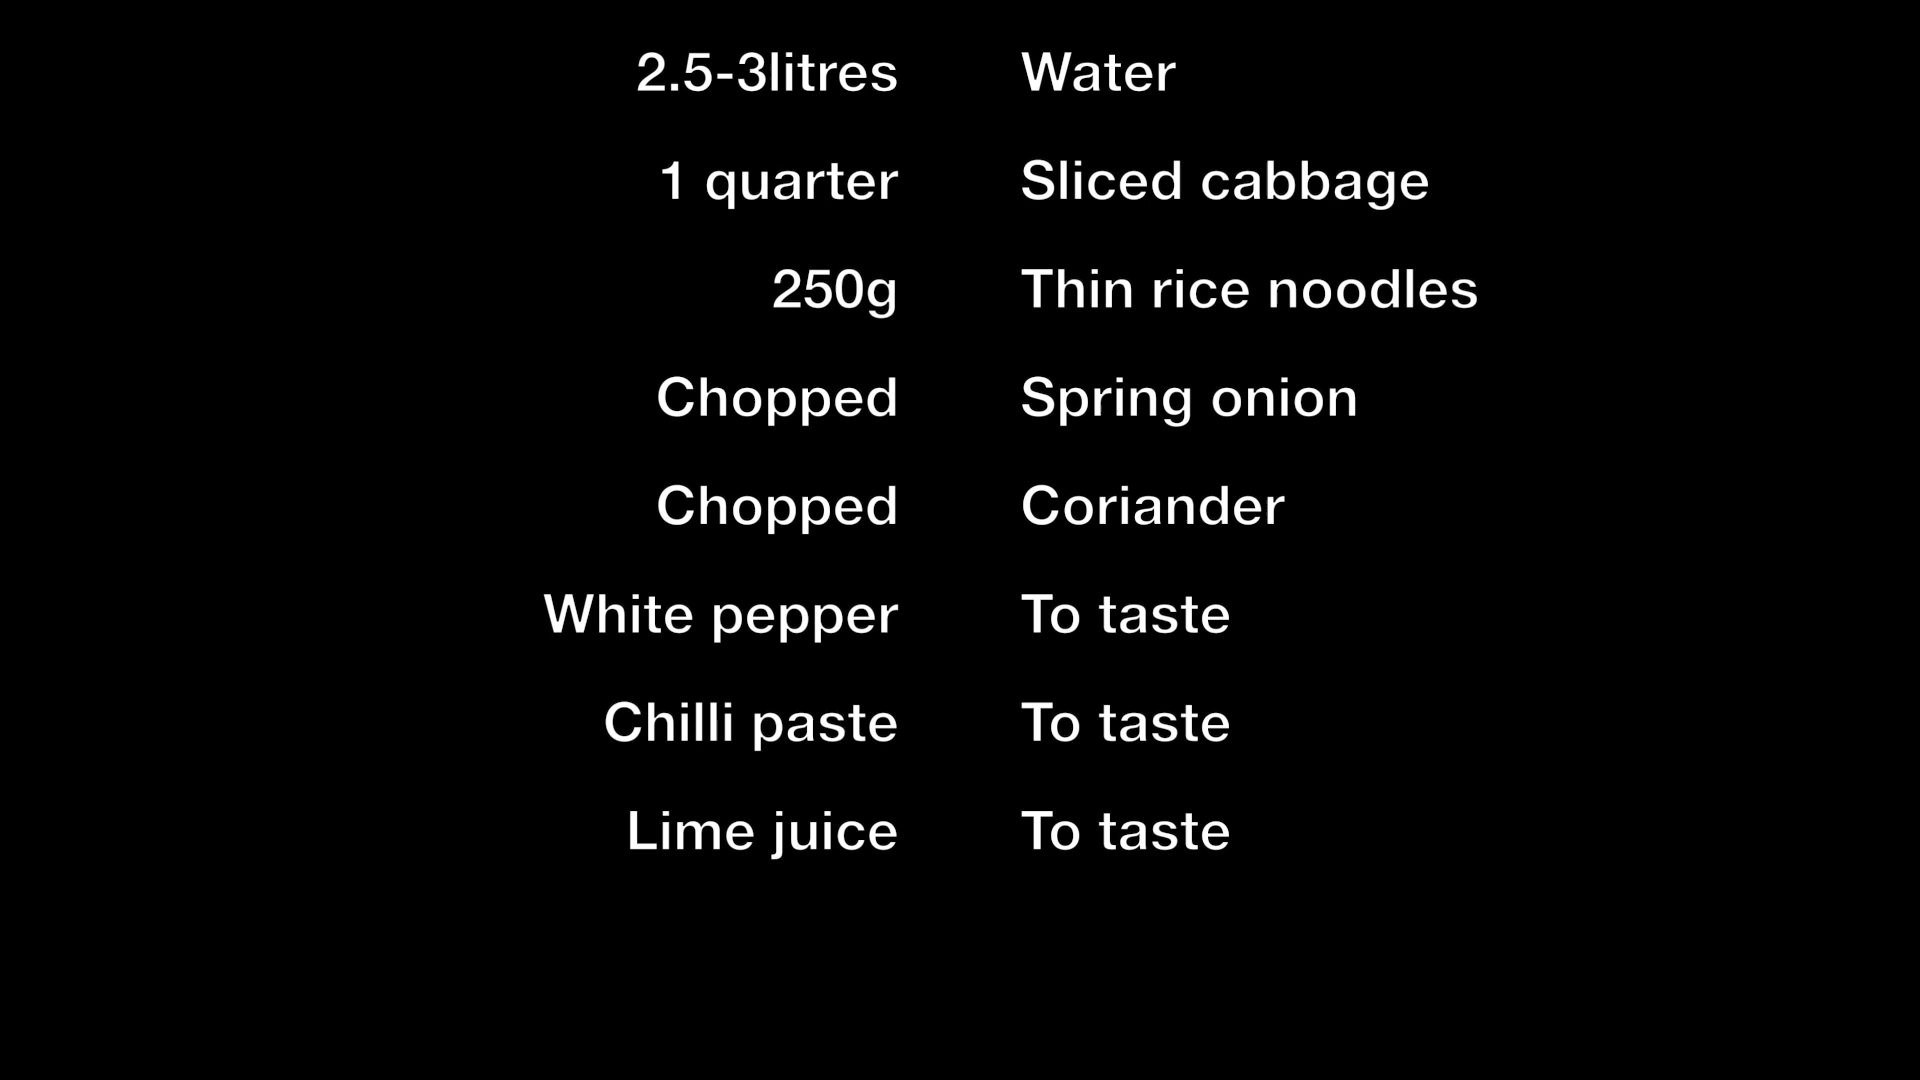 2.5-3litres Water
1 quarter Sliced cabbage
250g Thin rice noodles
Chopped Spring onion
Chopped Coriander
White pepper To taste
Chilli paste To taste
Lime juice To taste